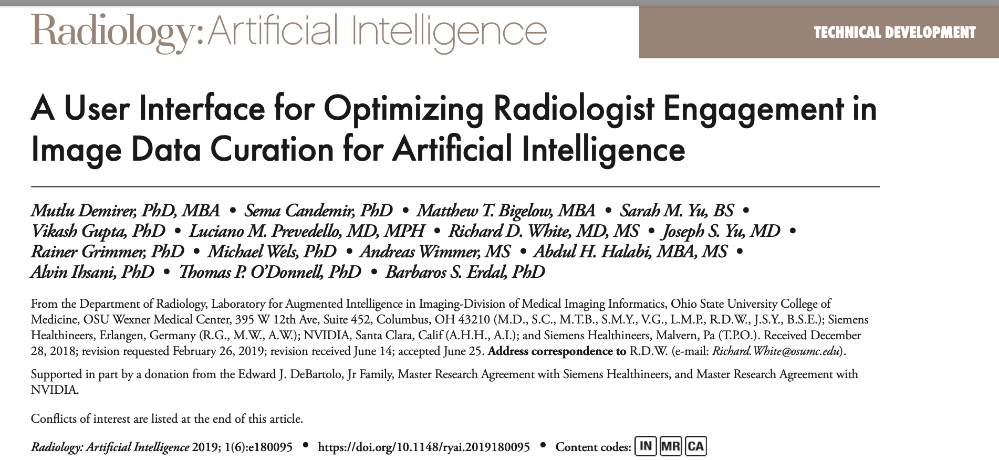 Radiology: Artificial Intelligence
TECHNICAL DEVELOPMENT
A User Interface for Optimizing Radiologist Engagement in
Image Data Curation for Artificial Intelligence
Mutlu Demirer, PhD, MBA • Sema Candemir, PhD • Matthew T. Bigelow, MBA • Sarah M. Yu, BS •
Vikash Gupta, PhD • Luciano M. Prevedello, MD, MPH • Richard D. White, MD, MS • Joseph S. Yu, MD •
Rainer Grimmer, PhD • Michael Wels, PhD • Andreas Wimmer, MS • Abdul H. Halabi, MBA, MS •
Alvin Ihsani, PhD • Thomas P. O’Donnell, PhD • Barbaros S. Erdal, PhD
From the Department of Radiology, Laboratory for Augmented Intelligence in Imaging-Division of Medical Imaging Informatics, Ohio State University College of
Medicine, OSU Wexner Medical Center, 395 W 12th Ave, Suite 452, Columbus, OH 43210 (M.D., S.C., M.T.B., S.M.Y., V.G., L.M.P., R.D.W., J.S.Y., B.S.E.); Siemens
Healthineers, Erlangen, Germany (R.G., M.W., A.W.); NVIDIA, Santa Clara, Calif (A.H.H., A.I.); and Siemens Healthineers, Malvern, Pa (T.P.O.). Received December
28, 2018; revision requested February 26, 2019; revision received June 14; accepted June 25. Address correspondence to R.D.W. (e-mail: Richard.White@osumc.edu).
Supported in part by a donation from the Edward J. DeBartolo, Jr Family, Master Research Agreement with Siemens Healthineers, and Master Research Agreement with
NVIDIA.
Conflicts of interest are listed at the end of this article.
Radiology: Artificial Intelligence 2019; 1(6):e180095 • https://doi.org/10.1148/ryai.2019180095 • Content codes: IN MR CA